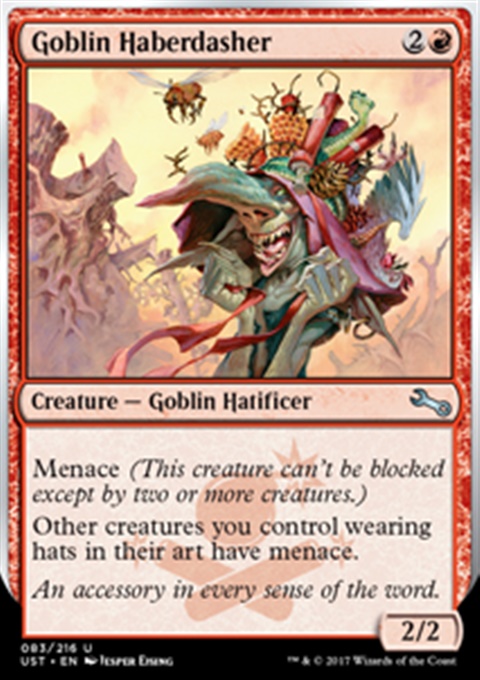 Goblin Haberdasher 2
Creature — Goblin Hatificer
Menace (This creature can't be blocked
except by two or more creatures.)
Other creatures you control wearing
hats in their art have menace.
An accessory in every sense of the word.
2/2
083/216 U
UST • EN Jesper Ejsing
™ & © 2017 Wizards of the Coast